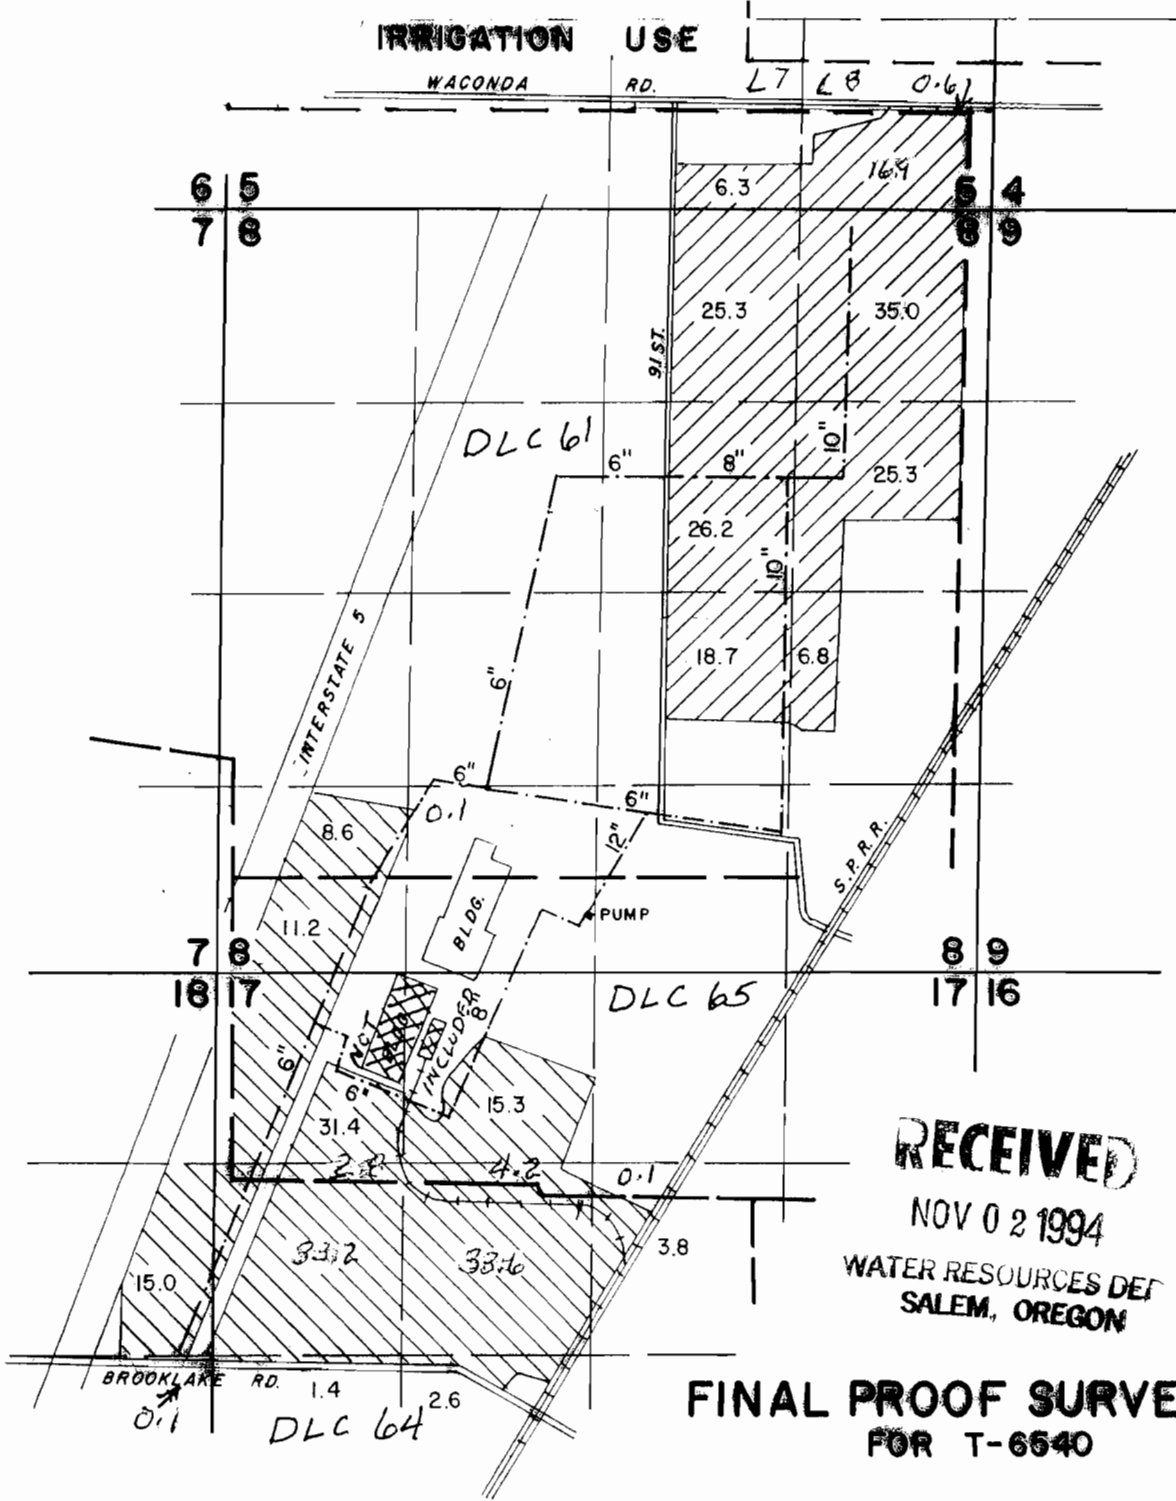 IRRIGATION USE
WACONDA RD.
L7 L8 0.6
6 5
7 8
6.3
16.9
5 4
8 9
25.3
35.0
91 ST.
DLC 61
6" 8" 10"
25.3
26.2
10"
INTERSTATE 5
6"
18.7 6.8
6"
0.1
6"
8.6
12"
S.P.R.R.
BLDG.
PUMP
11.2
7 8
18 17
8 9
17 16
DLC 65
NOT
BLDG
INCLUDED
8"
6"
6"
31.4
15.3
4.2
0.1
RECEIVED
NOV 02 1994
WATER RESOURCES DEP
SALEM, OREGON
15.0
33.2
33.6
3.8
BROOKLAKE RD.
1.4
2.6
0.1
DLC 64
FINAL PROOF SURVE
FOR T-6540